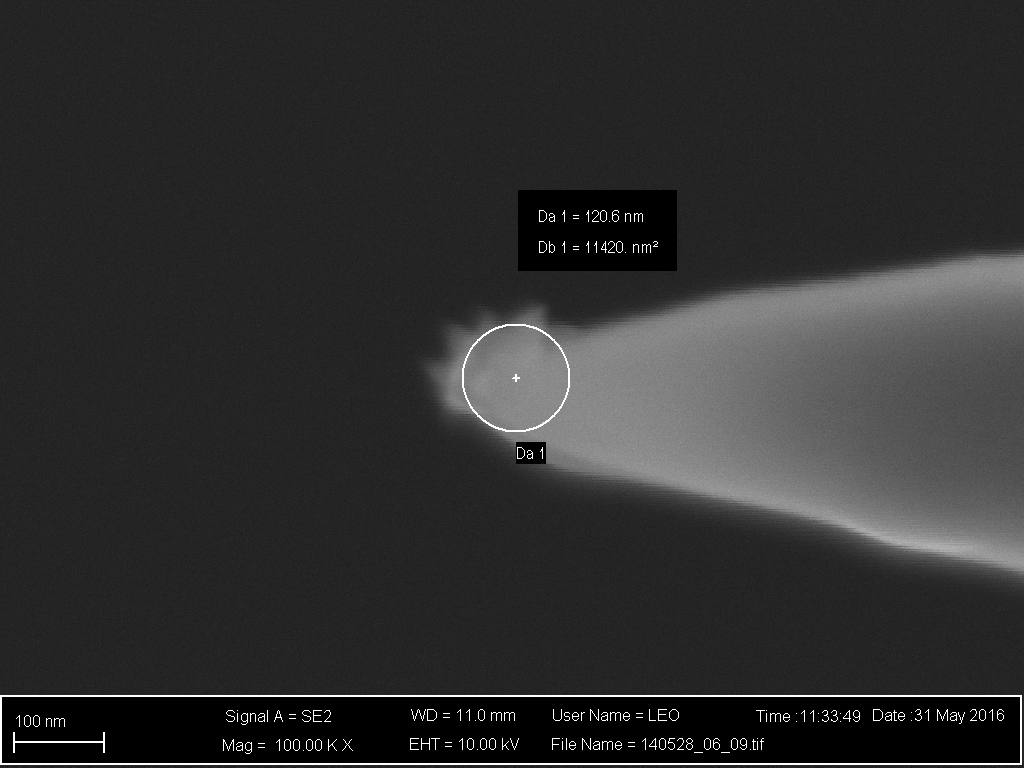 Da 1 = 120.6 nm
Db 1 = 11420. nm²
Da 1
100 nm
Signal A = SE2
WD = 11.0 mm
User Name = LEO
Time :11:33:49
Date :31 May 2016
Mag = 100.00 K X
EHT = 10.00 kV
File Name = 140528_06_09.tif